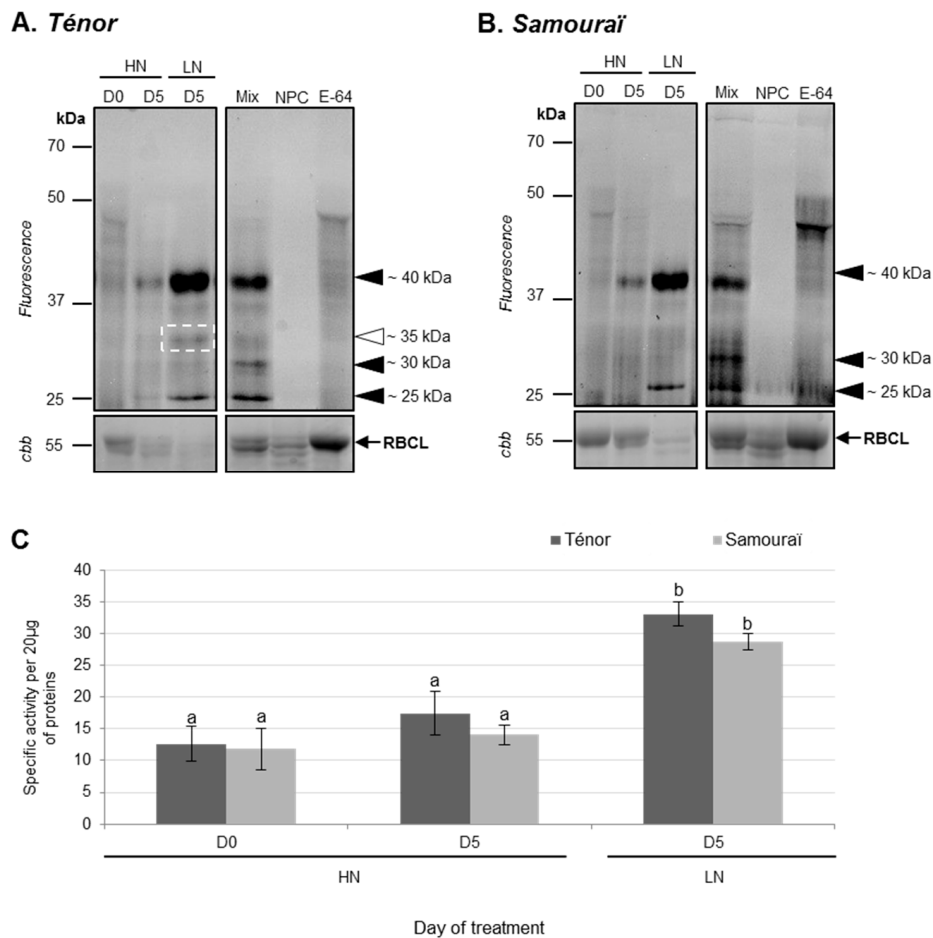 A. Ténor
HN LN
D0 D5 D5 Mix NPC E-64
kDa
70
50
37
25
Fluorescence
~ 40 kDa
~ 35 kDa
~ 30 kDa
~ 25 kDa
cbb
55
RBCL
B. Samouraï
HN LN
D0 D5 D5 Mix NPC E-64
kDa
70
50
37
25
Fluorescence
~ 40 kDa
~ 30 kDa
~ 25 kDa
cbb
55
RBCL
C
Ténor Samouraï
Specific activity per 20µg
of proteins
40
35
30
25
20
15
10
5
0
a a a a b b
D0 D5 D5
HN LN
Day of treatment